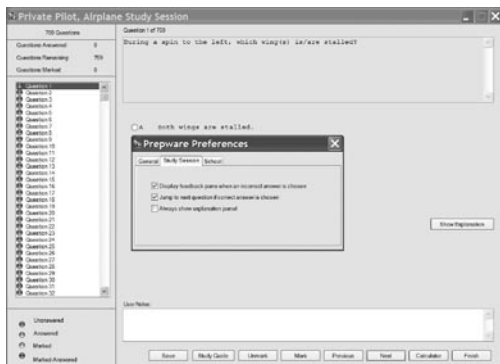 Private Pilot, Airplane Study Session
709 Questions
Questions Answered 0
Questions Remaining 709
Questions Marked 0
Question 1
Question 2
Question 3
Question 4
Question 5
Question 6
Question 7
Question 8
Question 9
Question 10
Question 11
Question 12
Question 13
Question 14
Question 15
Question 16
Question 17
Question 18
Question 19
Question 20
Question 21
Question 22
Question 23
Question 24
Question 25
Question 26
Question 27
Question 28
Question 29
Question 30
Question 31
Question 32
Unanswered
Answered
Marked
Marked Answered
Question 1 of 709
During a spin to the left, which wing(s) is/are stalled?
A Both wings are stalled.
Prepware Preferences
General Study Session School
Display feedback pane when an incorrect answer is chosen
Jump to next question if correct answer is chosen
Always show explanation panel
Show Explanation
User Notes:
Save Study Guide Unmark Mark Previous Next Calculator Finish